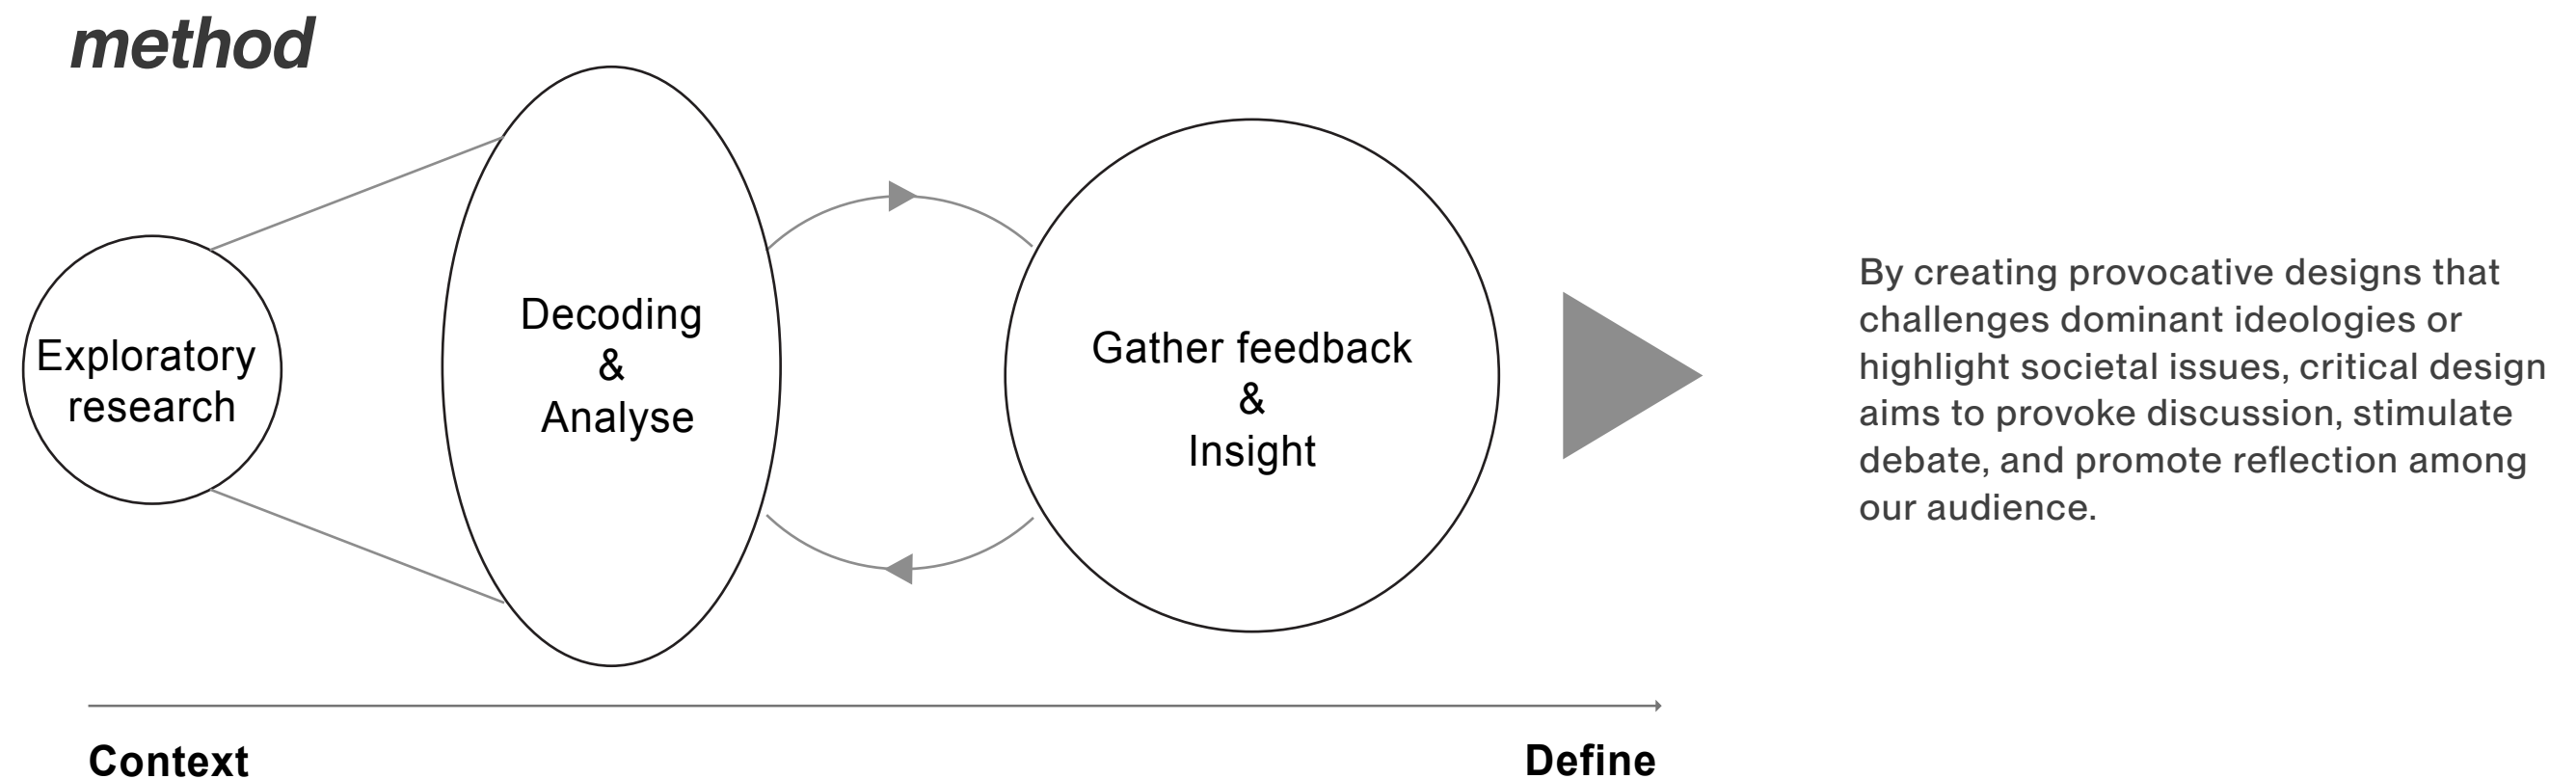 method
Exploratory
research
Decoding
&
Analyse
Gather feedback
&
Insight
By creating provocative designs that
challenges dominant ideologies or
highlight societal issues, critical design
aims to provoke discussion, stimulate
debate, and promote reflection among
our audience.
Context
Define